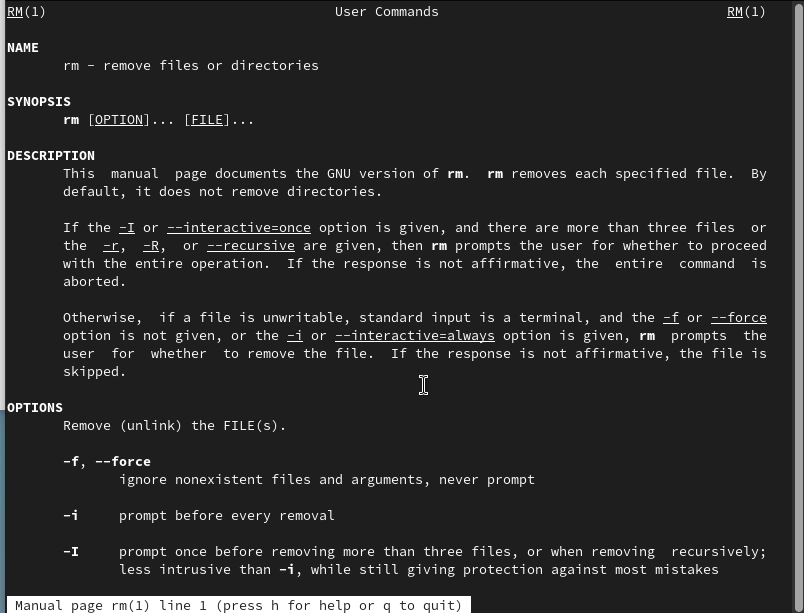 RM(1) User Commands RM(1)
NAME
rm - remove files or directories
SYNOPSIS
rm [OPTION]... [FILE]...
DESCRIPTION
This manual page documents the GNU version of rm. rm removes each specified file. By
default, it does not remove directories.
If the -I or --interactive=once option is given, and there are more than three files or
the -r, -R, or --recursive are given, then rm prompts the user for whether to proceed
with the entire operation. If the response is not affirmative, the entire command is
aborted.
Otherwise, if a file is unwritable, standard input is a terminal, and the -f or --force
option is not given, or the -i or --interactive=always option is given, rm prompts the
user for whether to remove the file. If the response is not affirmative, the file is
skipped.
OPTIONS
Remove (unlink) the FILE(s).
-f, --force
ignore nonexistent files and arguments, never prompt
-i prompt before every removal
-I prompt once before removing more than three files, or when removing recursively;
less intrusive than -i, while still giving protection against most mistakes
Manual page rm(1) line 1 (press h for help or q to quit)